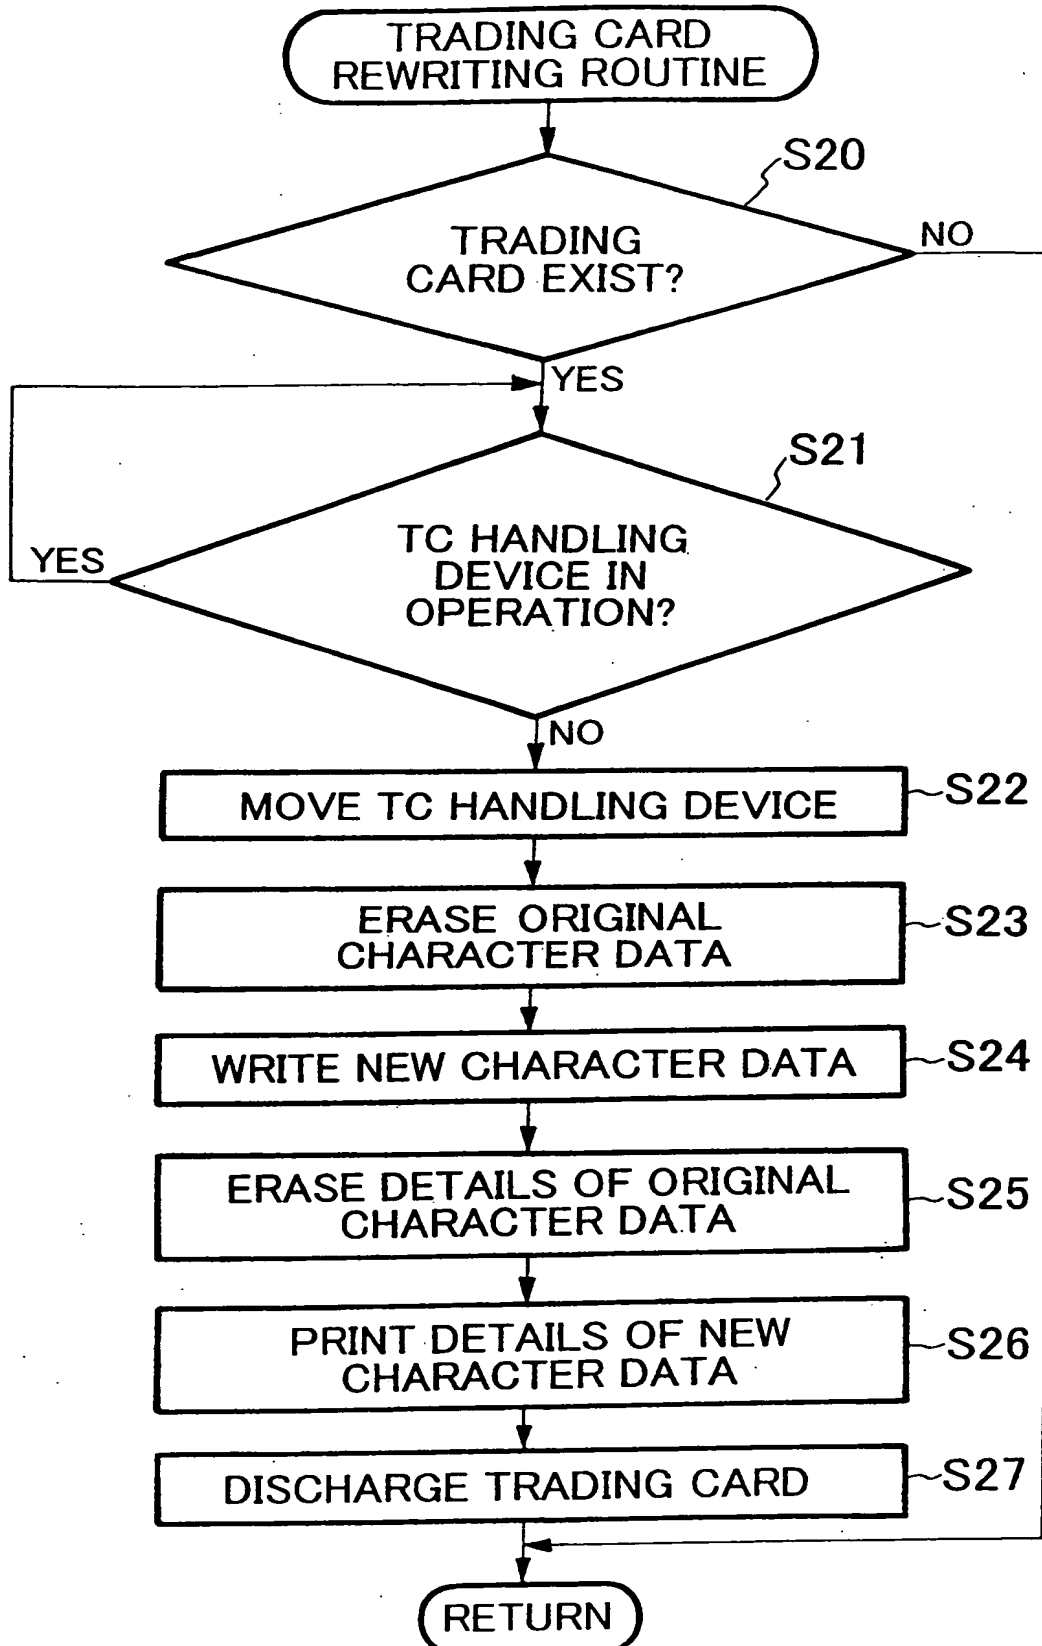 TRADING CARD
REWRITING ROUTINE
S20
TRADING
CARD EXIST?
NO
YES
S21
TC HANDLING
DEVICE IN
OPERATION?
YES
NO
MOVE TC HANDLING DEVICE
S22
ERASE ORIGINAL
CHARACTER DATA
S23
WRITE NEW CHARACTER DATA
S24
ERASE DETAILS OF ORIGINAL
CHARACTER DATA
S25
PRINT DETAILS OF NEW
CHARACTER DATA
S26
DISCHARGE TRADING CARD
S27
RETURN